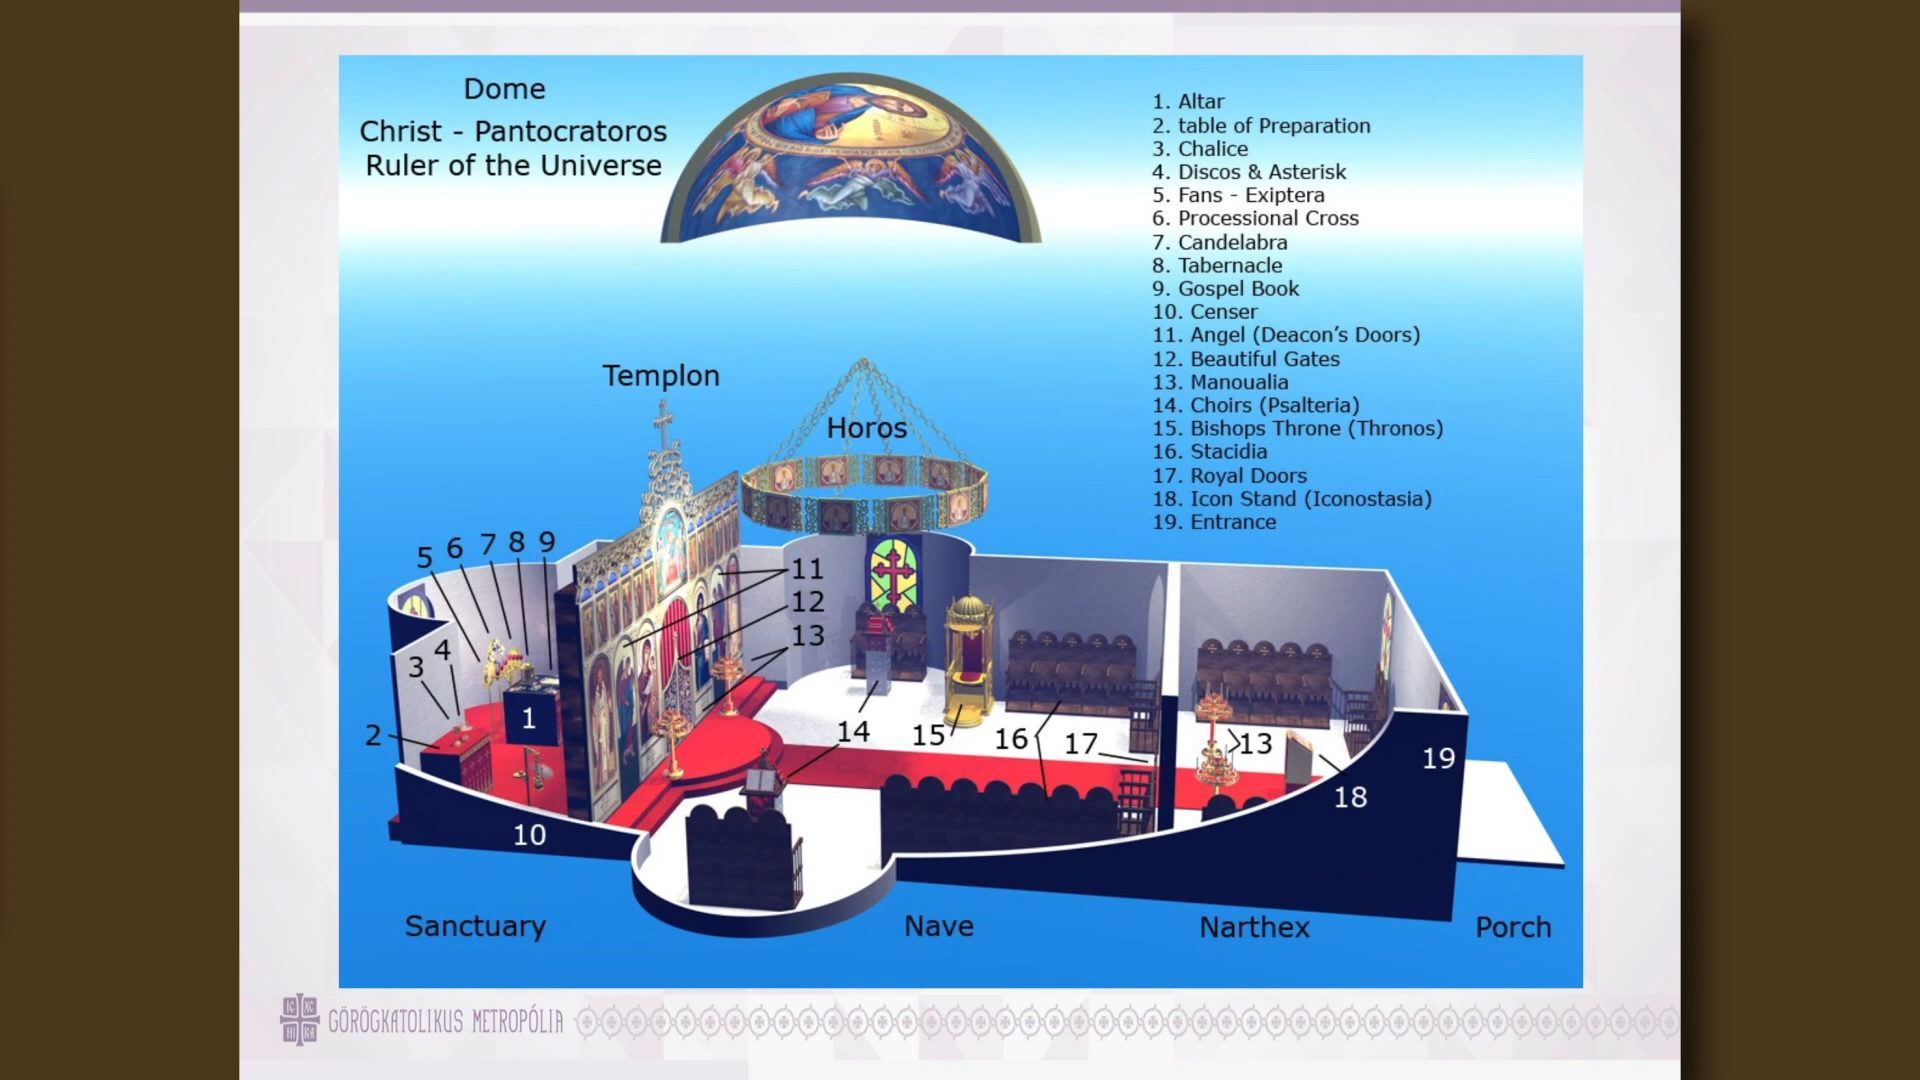 Dome
Christ - Pantocratoros
Ruler of the Universe
1. Altar
2. table of Preparation
3. Chalice
4. Discos & Asterisk
5. Fans - Exiptera
6. Processional Cross
7. Candelabra
8. Tabernacle
9. Gospel Book
10. Censer
11. Angel (Deacon's Doors)
12. Beautiful Gates
13. Manoualia
14. Choirs (Psalteria)
15. Bishops Throne (Thronos)
16. Stacidia
17. Royal Doors
18. Icon Stand (Iconostasia)
19. Entrance
Templon
Horos
5 6 7 8 9
11
12
13
3 4
2
1
14
15
16
17
13
18
19
10
Sanctuary
Nave
Narthex
Porch
IC XC
NI KA
GÖRÖGKATOLIKUS METROPÓLIA